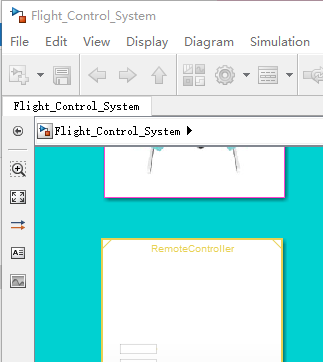 Flight_Control_System
File Edit View Display Diagram Simulation
Flight_Control_System
Flight_Control_System
RemoteController